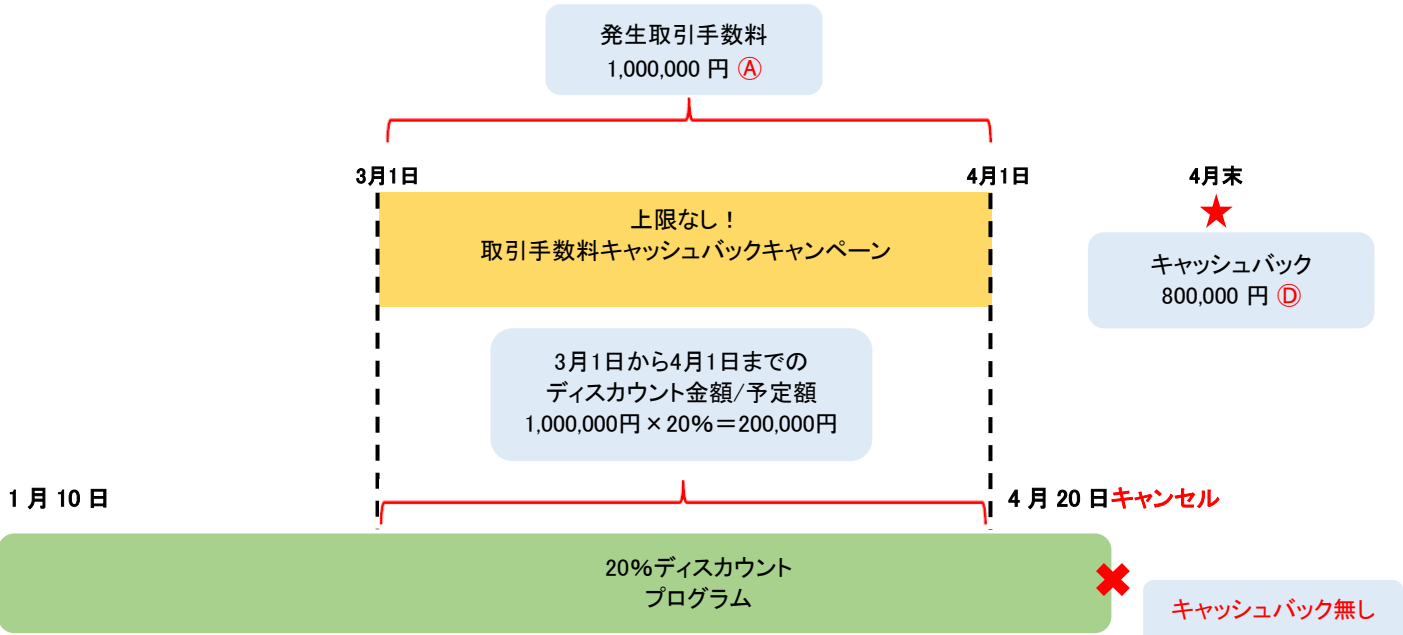 発生取引手数料
1,000,000 円 Ⓐ
3月1日
4月1日
4月末
上限なし！
取引手数料キャッシュバックキャンペーン
キャッシュバック
800,000 円 Ⓓ
3月1日から4月1日までの
ディスカウント金額/予定額
1,000,000円×20％＝200,000円
1 月 10 日
4 月 20 日キャンセル
20％ディスカウント
プログラム
キャッシュバック無し